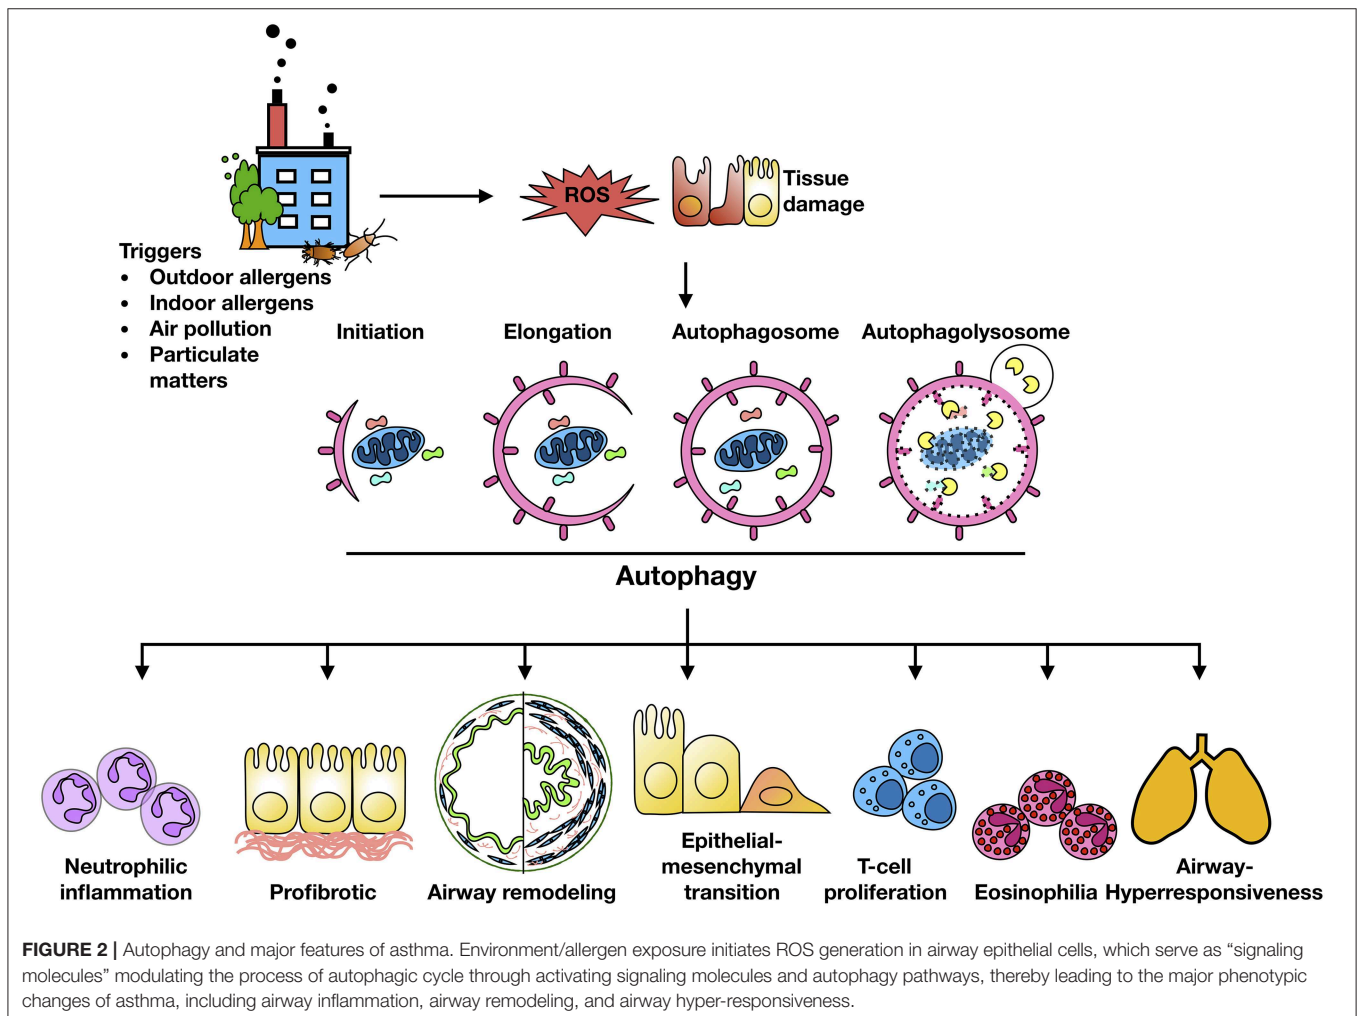 ROS
Tissue
damage
Triggers
• Outdoor allergens
• Indoor allergens
• Air pollution
• Particulate
matters
Initiation
Elongation
Autophagosome
Autophagolysosome
Autophagy
Neutrophilic
inflammation
Profibrotic
Airway remodeling
Epithelial-
mesenchymal
transition
T-cell
proliferation
Eosinophilia
Airway-
Hyperresponsiveness
FIGURE 2 | Autophagy and major features of asthma. Environment/allergen exposure initiates ROS generation in airway epithelial cells, which serve as “signaling
molecules” modulating the process of autophagic cycle through activating signaling molecules and autophagy pathways, thereby leading to the major phenotypic
changes of asthma, including airway inflammation, airway remodeling, and airway hyper-responsiveness.